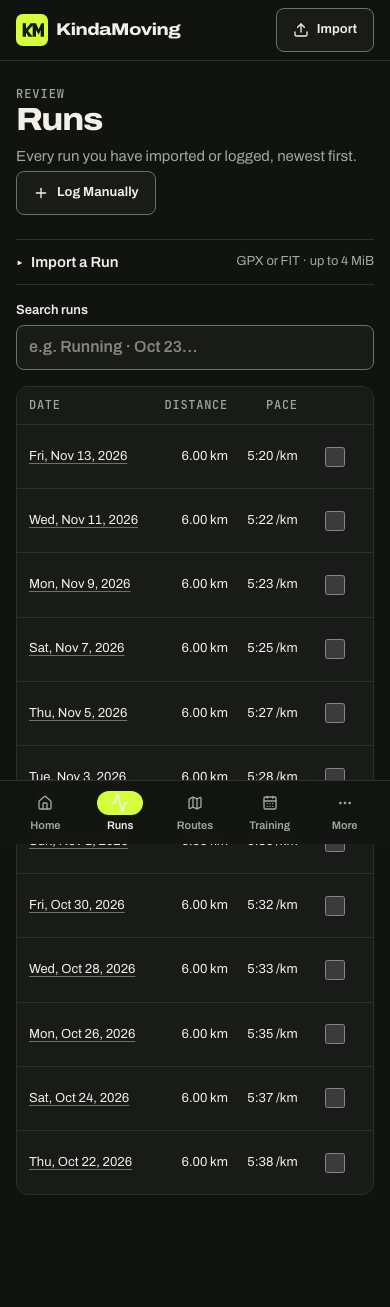 KM KindaMoving
Import
REVIEW
Runs
Every run you have imported or logged, newest first.
+ Log Manually
▸ Import a Run
GPX or FIT · up to 4 MiB
Search runs
e.g. Running · Oct 23…
DATE DISTANCE PACE
Fri, Nov 13, 2026 6.00 km 5:20 /km
Wed, Nov 11, 2026 6.00 km 5:22 /km
Mon, Nov 9, 2026 6.00 km 5:23 /km
Sat, Nov 7, 2026 6.00 km 5:25 /km
Thu, Nov 5, 2026 6.00 km 5:27 /km
Tue, Nov 3, 2026 6.00 km 5:28 /km
Home Runs Routes Training More
Fri, Oct 30, 2026 6.00 km 5:32 /km
Wed, Oct 28, 2026 6.00 km 5:33 /km
Mon, Oct 26, 2026 6.00 km 5:35 /km
Sat, Oct 24, 2026 6.00 km 5:37 /km
Thu, Oct 22, 2026 6.00 km 5:38 /km